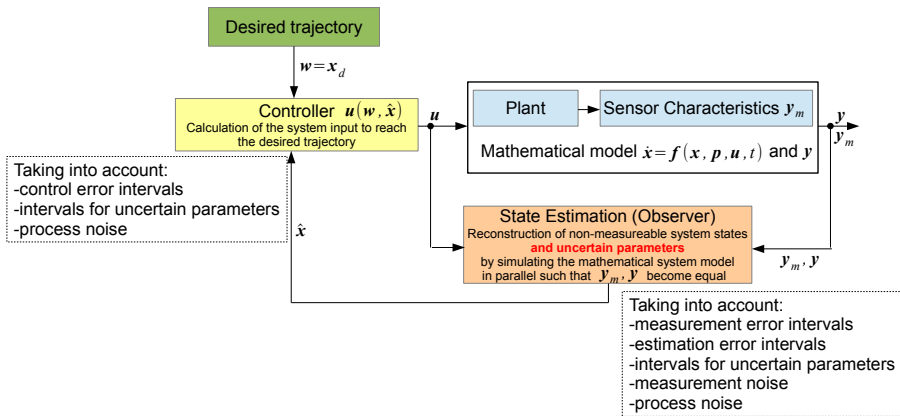 Desired trajectory
w=x_d
Controller u(w, x̂)
Calculation of the system input to reach
the desired trajectory
u
Plant
Sensor Characteristics y_m
y
y_m
Mathematical model ẋ=f(x, p, u, t) and y
Taking into account:
-control error intervals
-intervals for uncertain parameters
-process noise
x̂
State Estimation (Observer)
Reconstruction of non-measureable system states
and uncertain parameters
by simulating the mathematical system model
in parallel such that y_m, y become equal
y_m, y
Taking into account:
-measurement error intervals
-estimation error intervals
-intervals for uncertain parameters
-measurement noise
-process noise